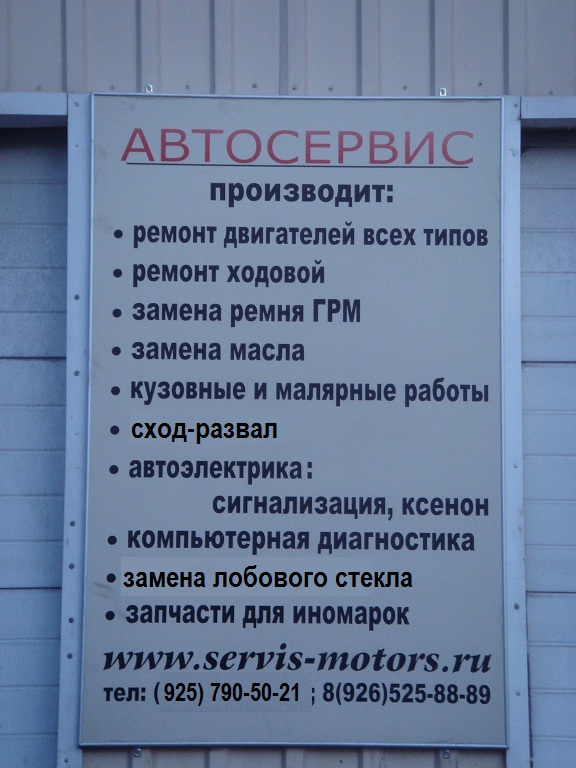 АВТОСЕРВИС
производит:
• ремонт двигателей всех типов
• ремонт ходовой
• замена ремня ГРМ
• замена масла
• кузовные и малярные работы
• сход-развал
• автоэлектрика:
сигнализация, ксенон
• компьютерная диагностика
• замена лобового стекла
• запчасти для иномарок
www.servis-motors.ru
тел: (925) 790-50-21 ; 8(926)525-88-89